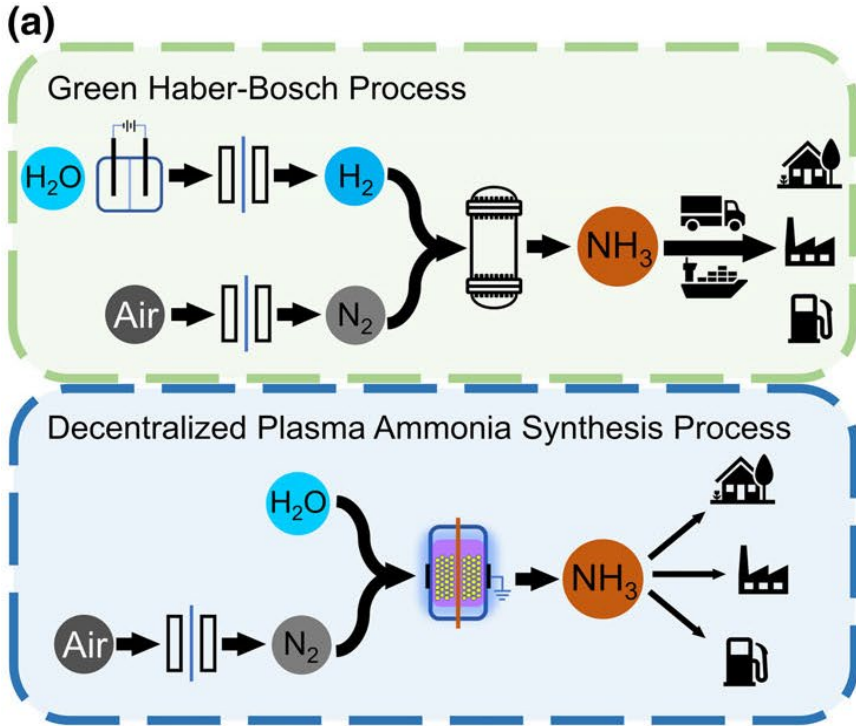 (a)
Green Haber-Bosch Process
H₂O
H₂
Air
N₂
NH₃
Decentralized Plasma Ammonia Synthesis Process
H₂O
Air
N₂
NH₃